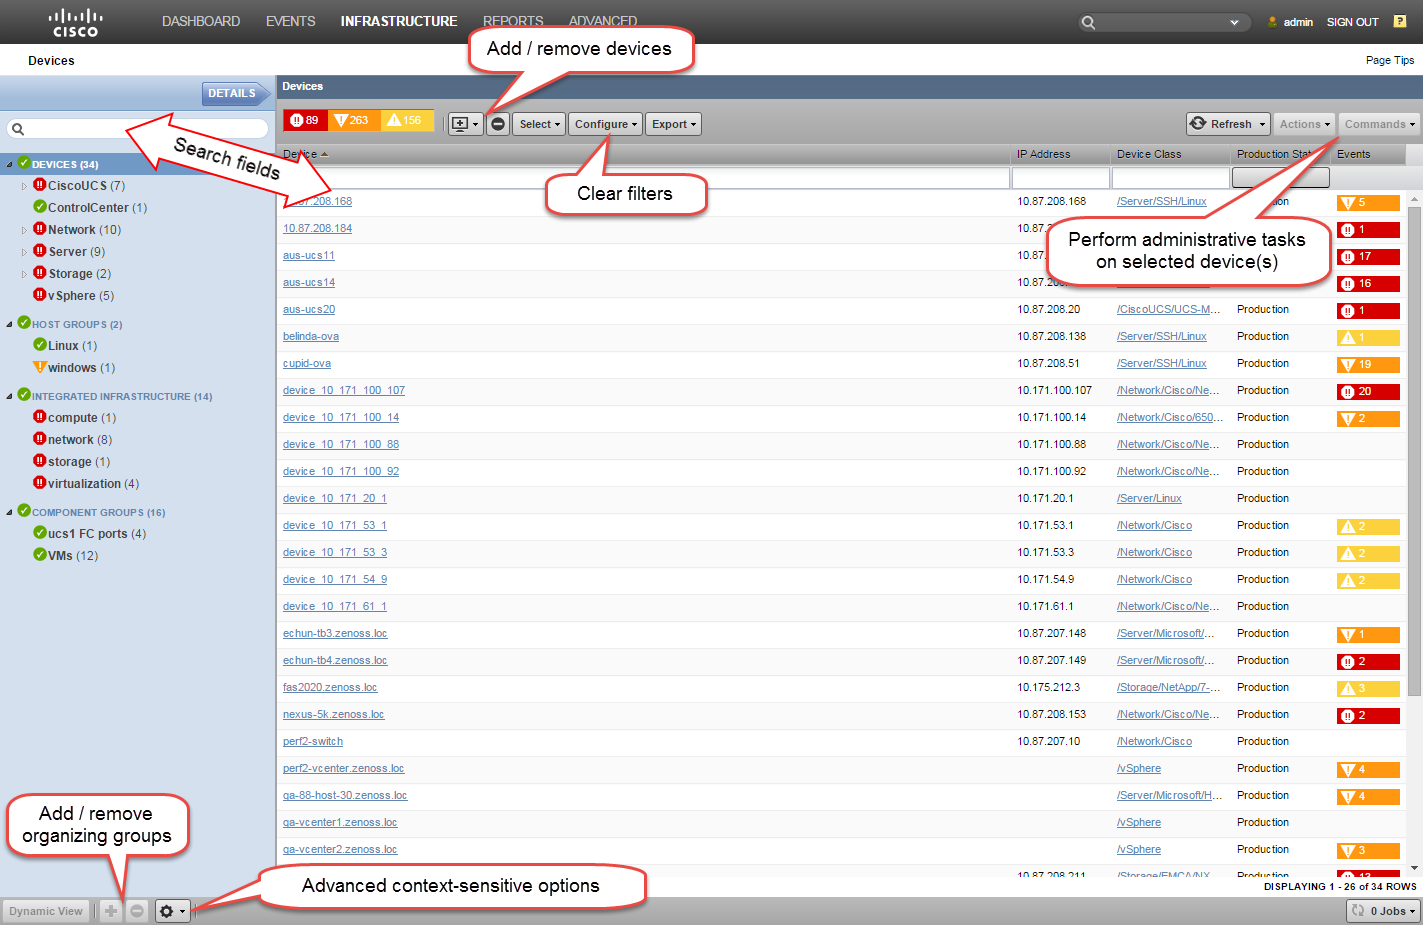 CISCO DASHBOARD EVENTS INFRASTRUCTURE REPORTS ADVANCED admin SIGN OUT ?
Add / remove devices
Devices Page Tips
DETAILS
Devices
89 263 156 Select Configure Export Refresh Actions Commands
Search fields
Clear filters
Perform administrative tasks
on selected device(s)
DEVICES (34)
CiscoUCS (7)
ControlCenter (1)
Network (10)
Server (9)
Storage (2)
vSphere (5)
HOST GROUPS (2)
Linux (1)
windows (1)
INTEGRATED INFRASTRUCTURE (14)
compute (1)
network (8)
storage (1)
virtualization (4)
COMPONENT GROUPS (16)
ucs1 FC ports (4)
VMs (12)
Device IP Address Device Class Production Stat Events
87.208.168 10.87.208.168 /Server/SSH/Linux 5
10.87.208.184 10.87. 1
aus-ucs11 10.87. 17
aus-ucs14 10.87. 16
aus-ucs20 10.87.208.20 /CiscoUCS/UCS-M... Production 1
belinda-ova 10.87.208.138 /Server/SSH/Linux Production 1
cupid-ova 10.87.208.51 /Server/SSH/Linux Production 19
device_10_171_100_107 10.171.100.107 /Network/Cisco/Ne... Production 20
device_10_171_100_14 10.171.100.14 /Network/Cisco/650... Production 2
device_10_171_100_88 10.171.100.88 /Network/Cisco/Ne... Production
device_10_171_100_92 10.171.100.92 /Network/Cisco/Ne... Production
device_10_171_20_1 10.171.20.1 /Server/Linux Production
device_10_171_53_1 10.171.53.1 /Network/Cisco Production 2
device_10_171_53_3 10.171.53.3 /Network/Cisco Production 2
device_10_171_54_9 10.171.54.9 /Network/Cisco Production 2
device_10_171_61_1 10.171.61.1 /Network/Cisco/Ne... Production
echun-tb3.zenoss.loc 10.87.207.148 /Server/Microsoft/... Production 1
echun-tb4.zenoss.loc 10.87.207.149 /Server/Microsoft/... Production 2
fas2020.zenoss.loc 10.175.212.3 /Storage/NetApp/7-... Production 3
nexus-5k.zenoss.loc 10.87.208.153 /Network/Cisco/Ne... Production 2
perf2-switch 10.87.207.10 /Network/Cisco Production
perf2-vcenter.zenoss.loc /vSphere Production 4
qa-88-host-30.zenoss.loc /Server/Microsoft/H... Production 4
qa-vcenter1.zenoss.loc /vSphere Production
qa-vcenter2.zenoss.loc /vSphere Production 3
10.87.208.211 /Storage/EMC/VNX Production 13
Add / remove
organizing groups
Advanced context-sensitive options
DISPLAYING 1 - 26 of 34 ROWS
Dynamic View 0 Jobs